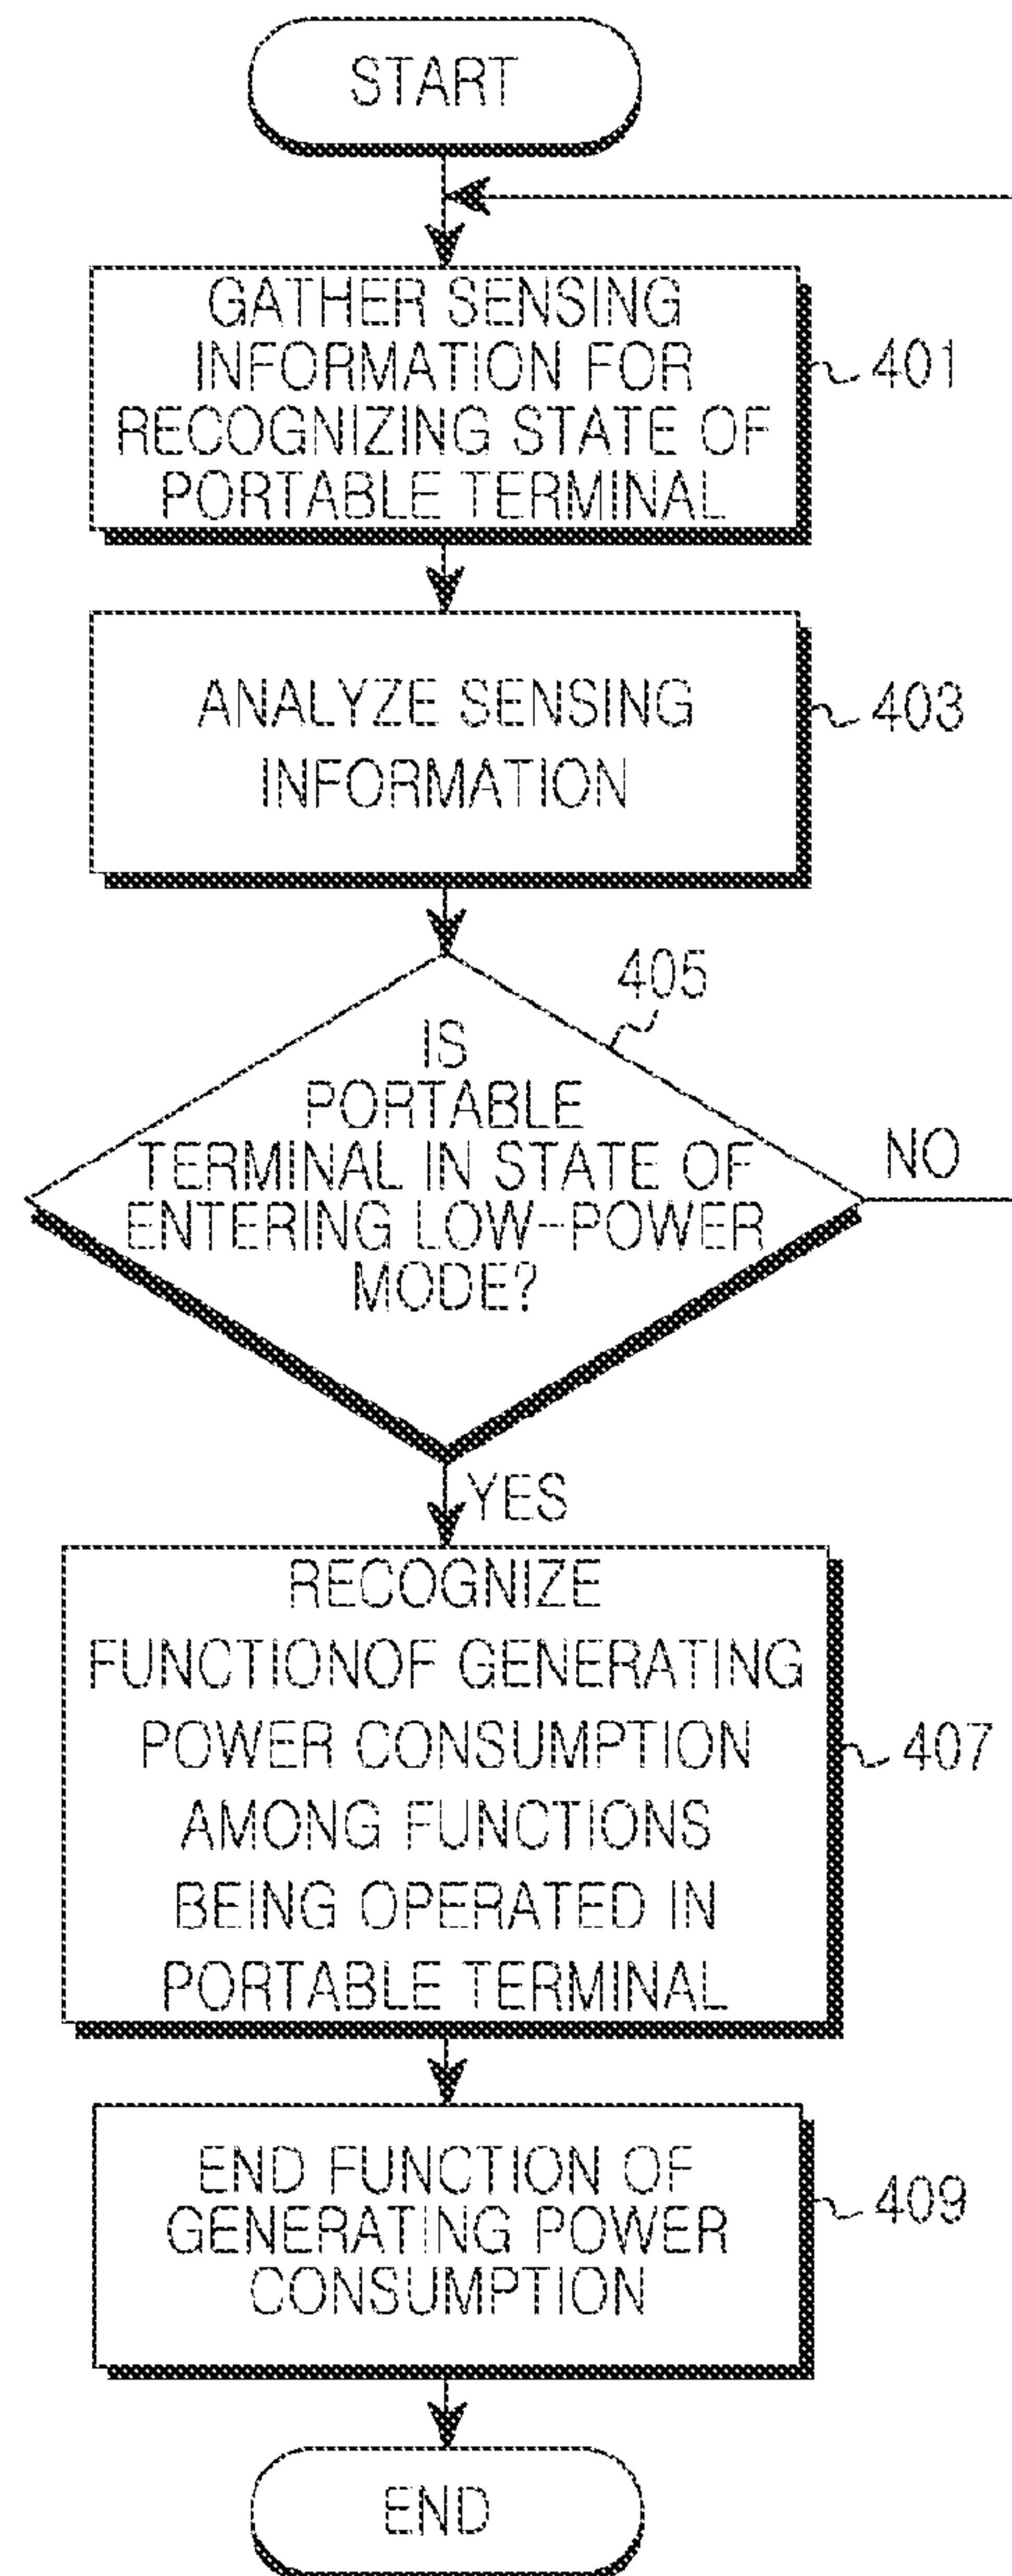 START
GATHER SENSING
INFORMATION FOR
RECOGNIZING STATE OF
PORTABLE TERMINAL
401
ANALYZE SENSING
INFORMATION
403
405
IS
PORTABLE
TERMINAL IN STATE OF
ENTERING LOW-POWER
MODE?
NO
YES
RECOGNIZE
FUNCTIONOF GENERATING
POWER CONSUMPTION
AMONG FUNCTIONS
BEING OPERATED IN
PORTABLE TERMINAL
407
END FUNCTION OF
GENERATING POWER
CONSUMPTION
409
END